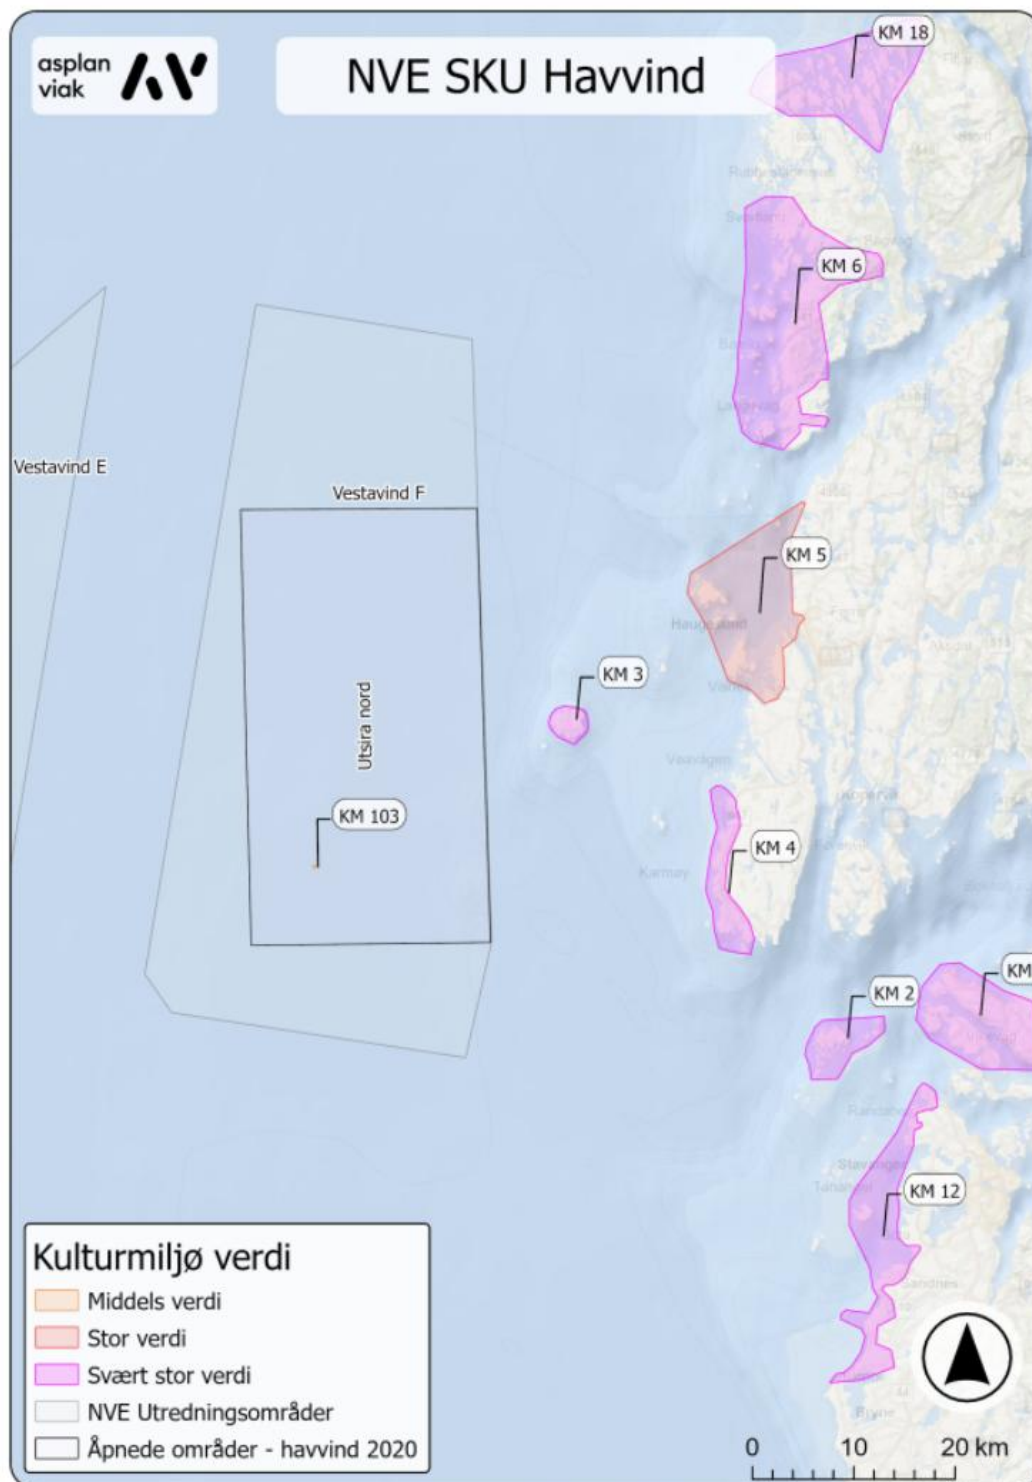 asplan
viak
NVE SKU Havvind
KM 18
KM 6
Vestavind E
Vestavind F
KM 5
Haugesund
KM 3
Utsira nord
KM 103
KM 4
Karmøy
KM 2
KM
Stavanger
KM 12
Sandnes
Bryne
Kulturmiljø verdi
Middels verdi
Stor verdi
Svært stor verdi
NVE Utredningsområder
Åpnede områder - havvind 2020
0 10 20 km